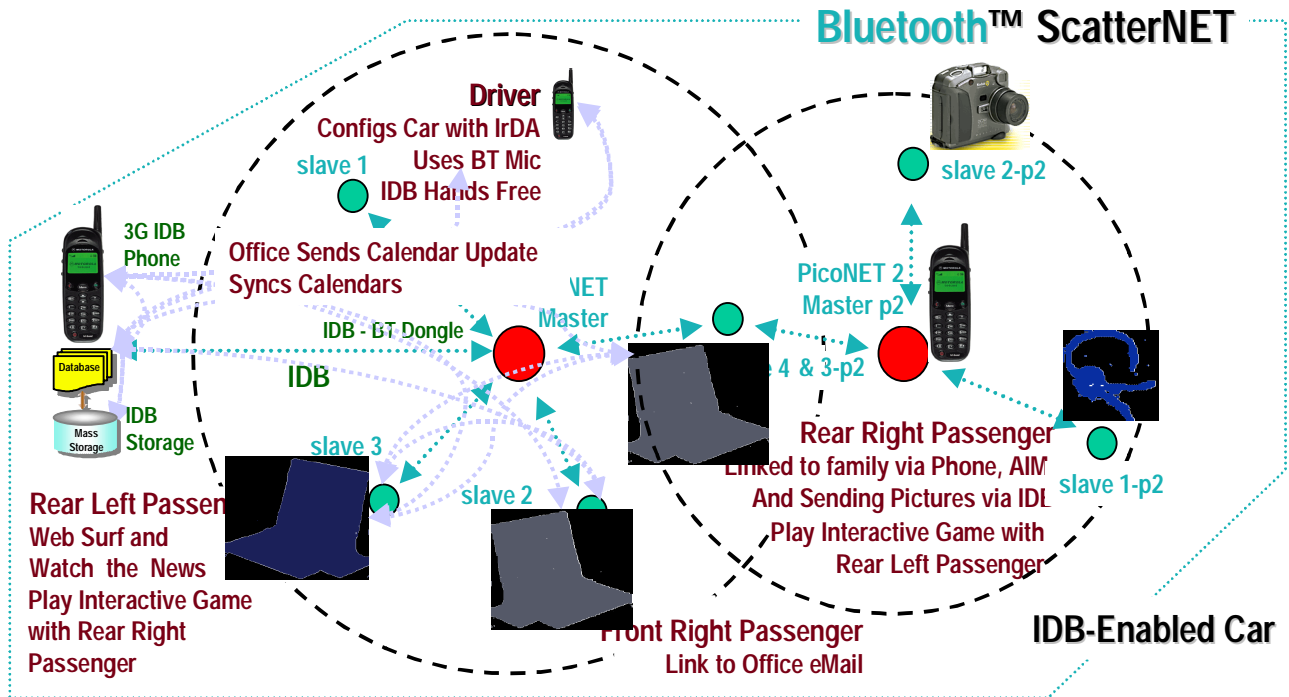 Bluetooth™ ScatterNET
Driver
Configs Car with IrDA
Uses BT Mic
IDB Hands Free
slave 1
slave 2-p2
3G IDB
Phone
Office Sends Calendar Update
Syncs Calendars
NET
Master
PicoNET 2
Master p2
IDB - BT Dongle
IDB
4 & 3-p2
Database
Mass
Storage
IDB
Storage
slave 3
slave 2
Rear Right Passenger
Linked to family via Phone, AIM
And Sending Pictures via
Play Interactive Game with
Rear Left Passenger
slave 1-p2
Rear Left
Web Surf and
Watch the News
Play Interactive Game
with Rear Right
Passenger
Front Right Passenger
Link to Office eMail
IDB-Enabled Car